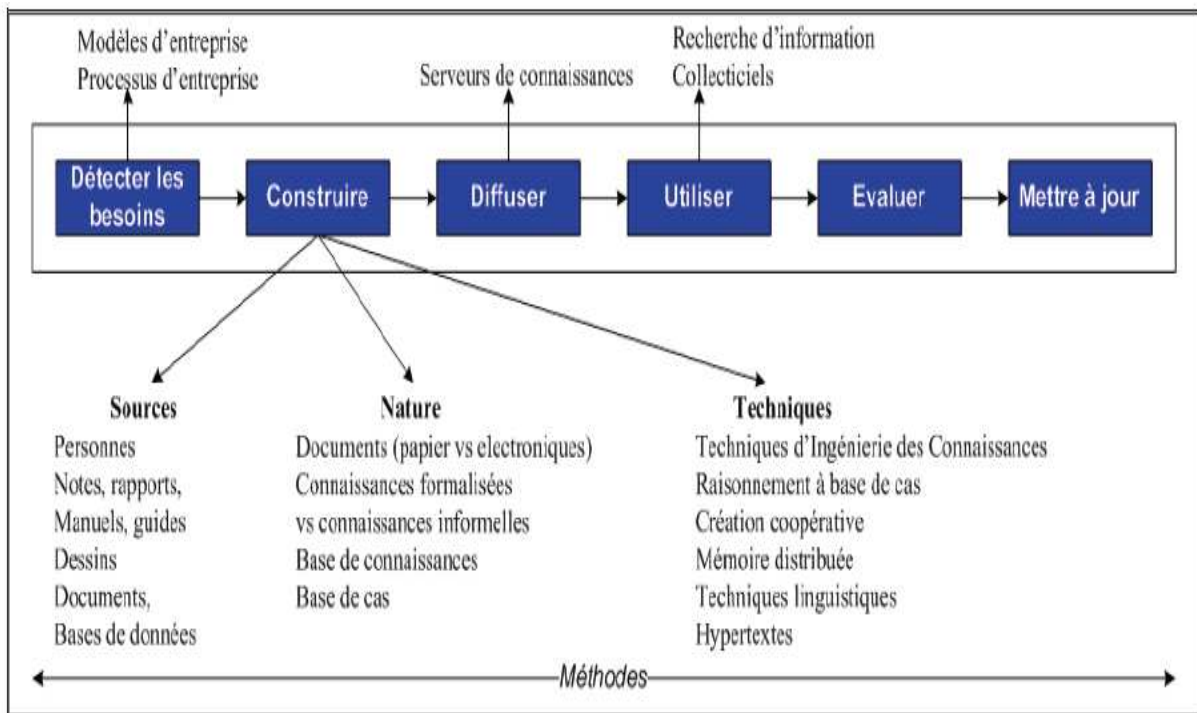 Modèles d'entreprise
Processus d'entreprise
Serveurs de connaissances
Recherche d'information
Collecticiels
Détecter les
besoins
Construire
Diffuser
Utiliser
Evaluer
Mettre à jour
Sources
Personnes
Notes, rapports,
Manuels, guides
Dessins
Documents,
Bases de données
Nature
Documents (papier vs electroniques)
Connaissances formalisées
vs connaissances informelles
Base de connaissances
Base de cas
Techniques
Techniques d'Ingénierie des Connaissances
Raisonnement à base de cas
Création coopérative
Mémoire distribuée
Techniques linguistiques
Hypertextes
Méthodes